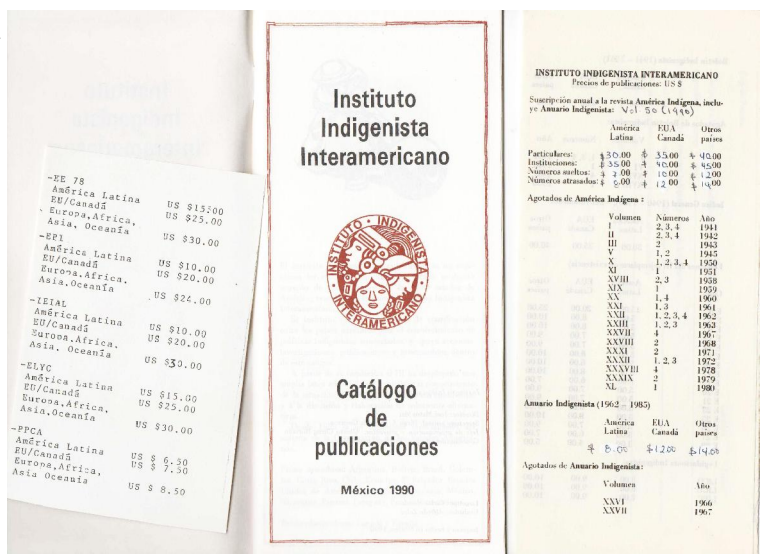 -EE 78
América Latina US $15.00
EU/Canadá US $25.00
Europa, Africa,
Asia, Oceanía US $30.00
-EPI
América Latina US $10.00
EU/Canadá US $20.00
Europa, Africa,
Asia, Oceanía US $24.00
-IEIAL
América Latina US $10.00
EU/Canadá US $20.00
Europa, Africa,
Asia. Oceanía US $30.00
-ELYC
América Latina US $15.00
EU/Canadá US $25.00
Europa, Africa,
Asia, Oceanía US $30.00
-PPCA
América Latina US $ 6.50
EU/Canadá US $ 7.50
Europe, Africa,
Asia Oceanía US $ 8.50
Instituto
Indigenista
Interamericano
INSTITUTO · INDIGENISTA · INTERAMERICANO
Catálogo
de
publicaciones
México 1990
INSTITUTO INDIGENISTA INTERAMERICANO
Precios de publicaciones: US $
Suscripción anual a la revista América Indígena, inclu-
ye Anuario Indigenista: Vol. 50 (1990)
América EUA Otros
Latina Canadá países
Particulares: $30.00 $ 35.00 $ 40.00
Instituciones: $35.00 $ 40.00 $ 45.00
Números sueltos: $ 7.00 $ 10.00 $ 12.00
Números atrasados: $ 8.00 $ 12.00 $ 14.00
Agotados de América Indígena :
Volumen Números Año
I 2, 3, 4 1941
II 2, 3, 4 1942
III 2 1943
V 1, 2 1945
X 1, 2, 3, 4 1950
XI 1 1951
XVIII 2, 3 1958
XIX 1 1959
XX 1, 4 1960
XXI 1, 3 1961
XXII 1, 2, 3, 4 1962
XXIII 1, 2, 3 1963
XXVII 4 1967
XXVIII 2 1968
XXXI 2 1971
XXXII 1, 2, 3 1972
XXXVIII 4 1978
XXXIX 2 1979
XL 1 1980
Anuario Indigenista (1962 - 1985)
América EUA Otros
Latina Canadá países
$ 8.00 $12.00 $14.00
Agotados de Anuario Indigenista:
Volumen Año
XXVI 1966
XXVII 1967